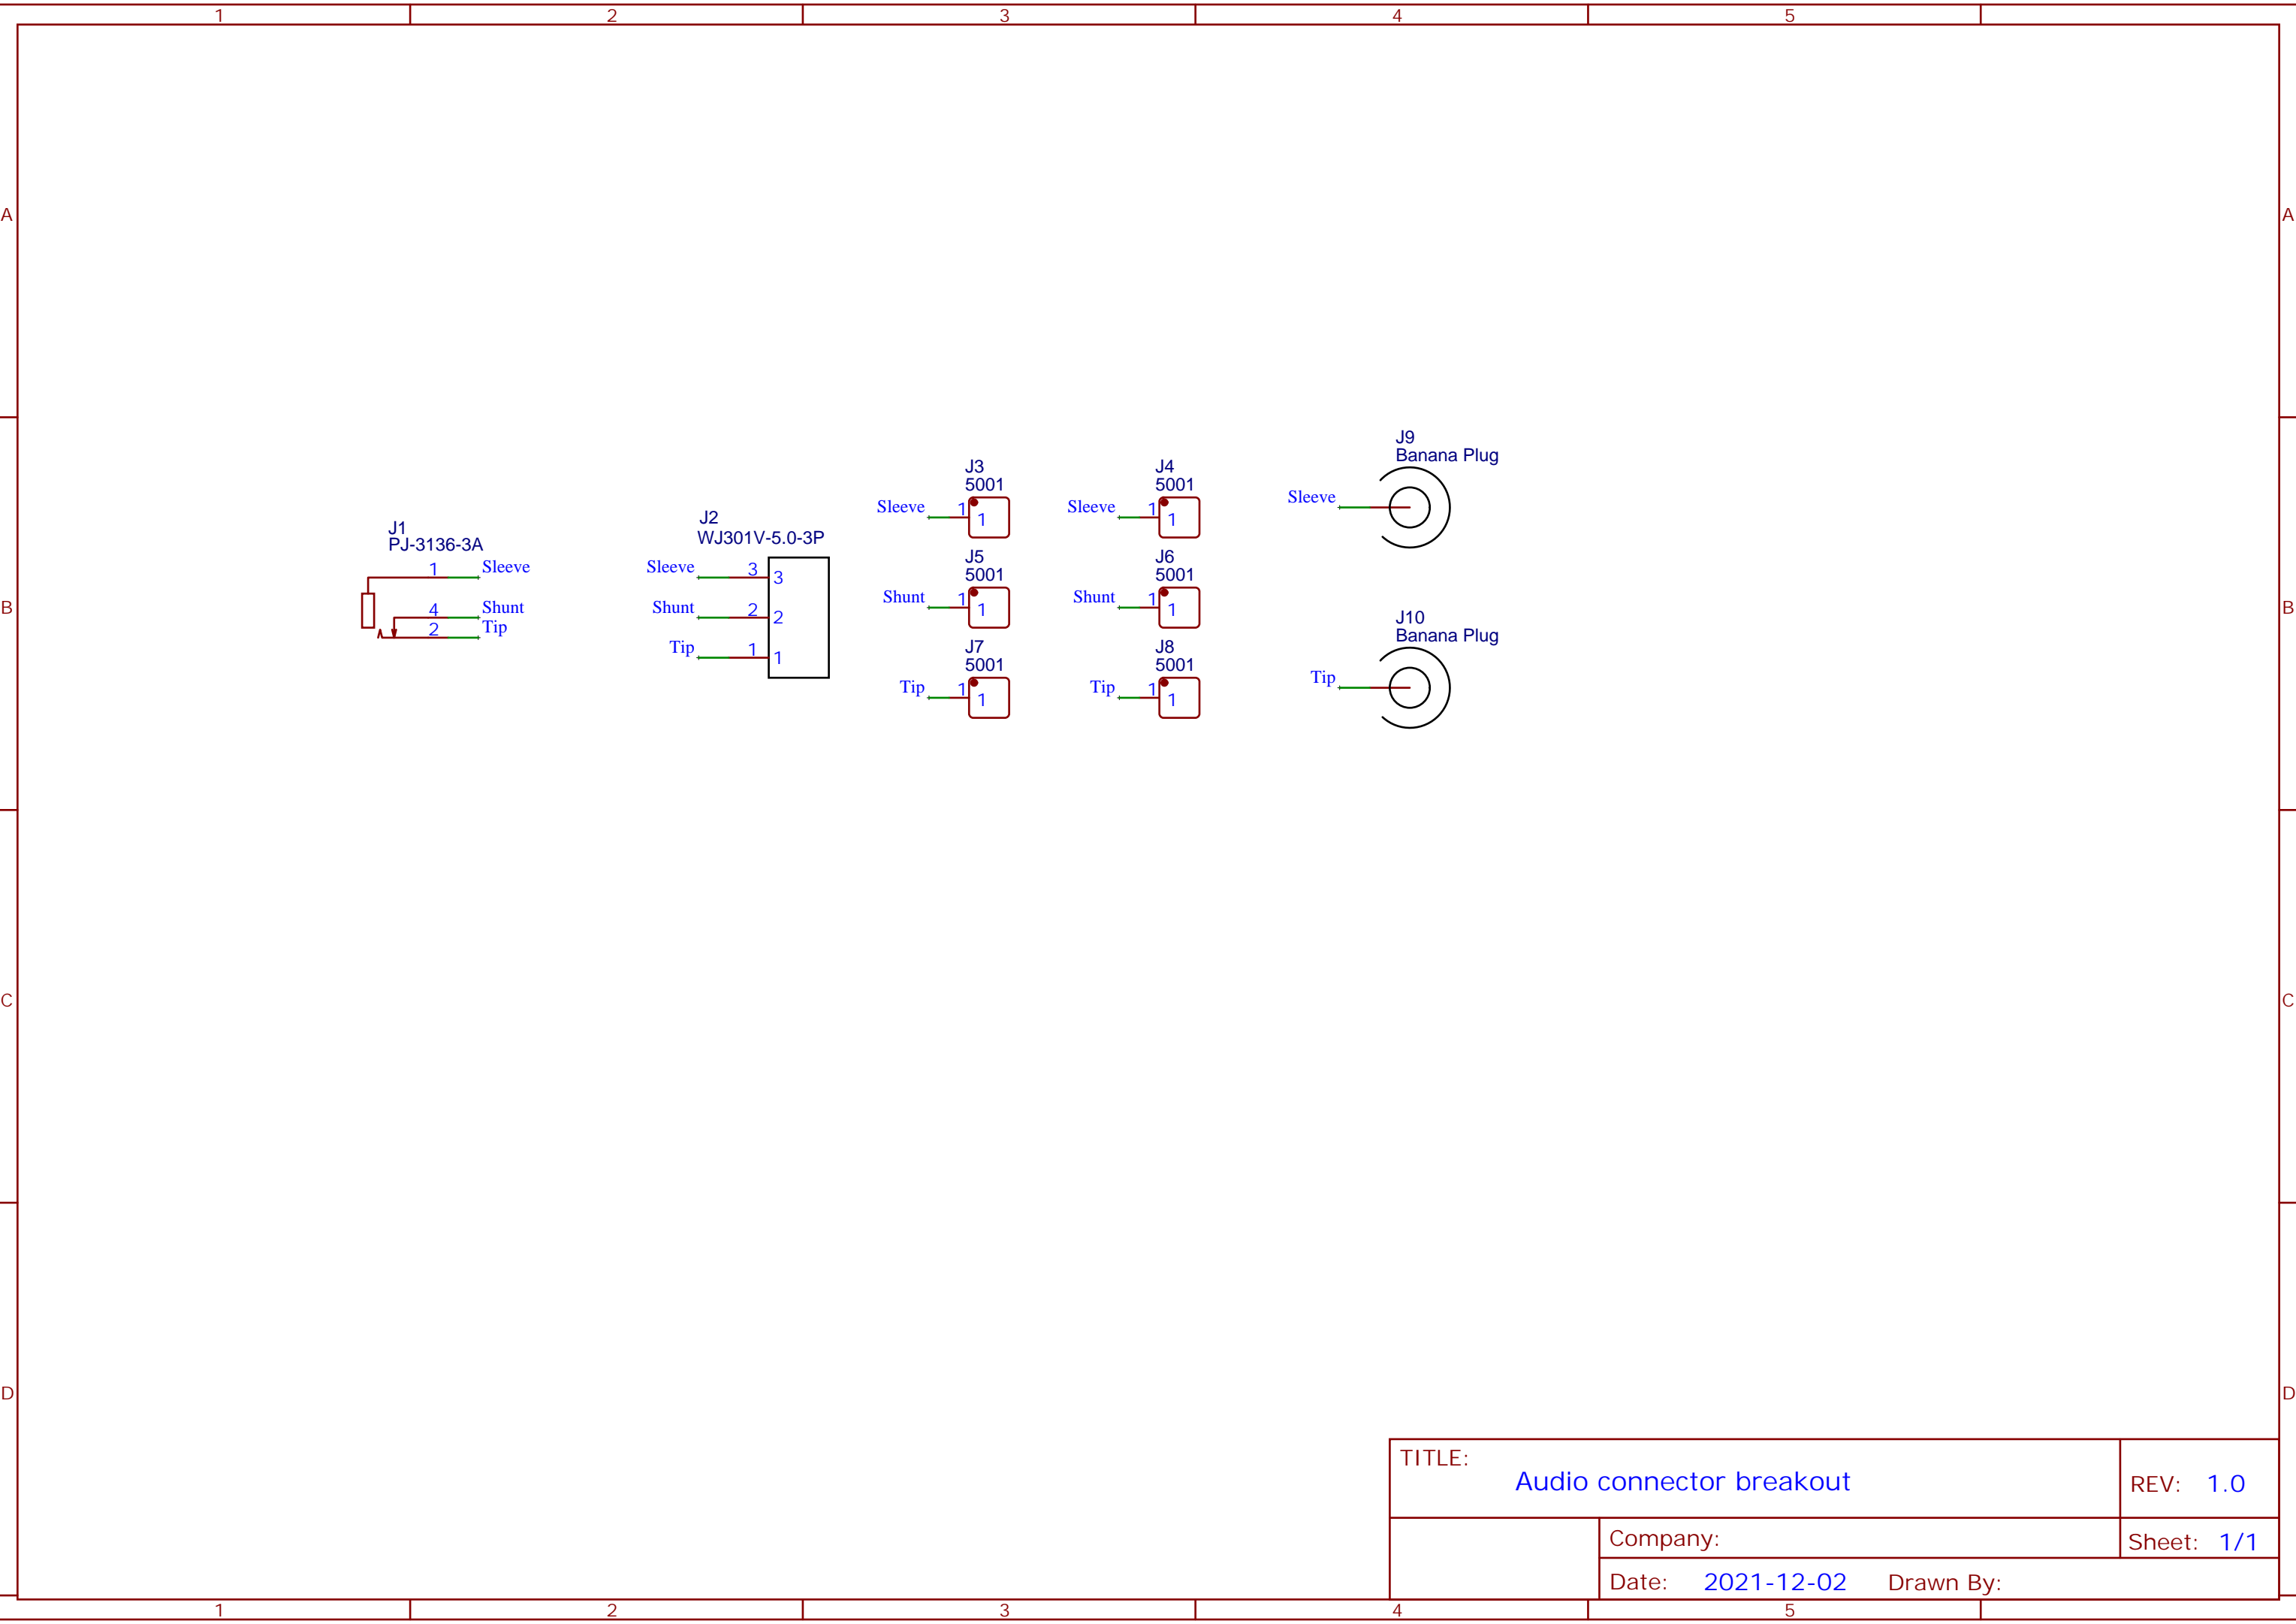 1 2 3 4 5
A A
J9
Banana Plug
Sleeve
J3
5001
Sleeve 1 1
J4
5001
Sleeve 1 1
J1
PJ-3136-3A
1 Sleeve
4 Shunt
2 Tip
J2
WJ301V-5.0-3P
Sleeve 3 3
Shunt 2 2
Tip 1 1
J5
5001
Shunt 1 1
J6
5001
Shunt 1 1
B B
J10
Banana Plug
Tip
J7
5001
Tip 1 1
J8
5001
Tip 1 1
C C
D D
TITLE:
Audio connector breakout
REV: 1.0
Company:
Sheet: 1/1
Date: 2021-12-02 Drawn By:
1 2 3 4 5